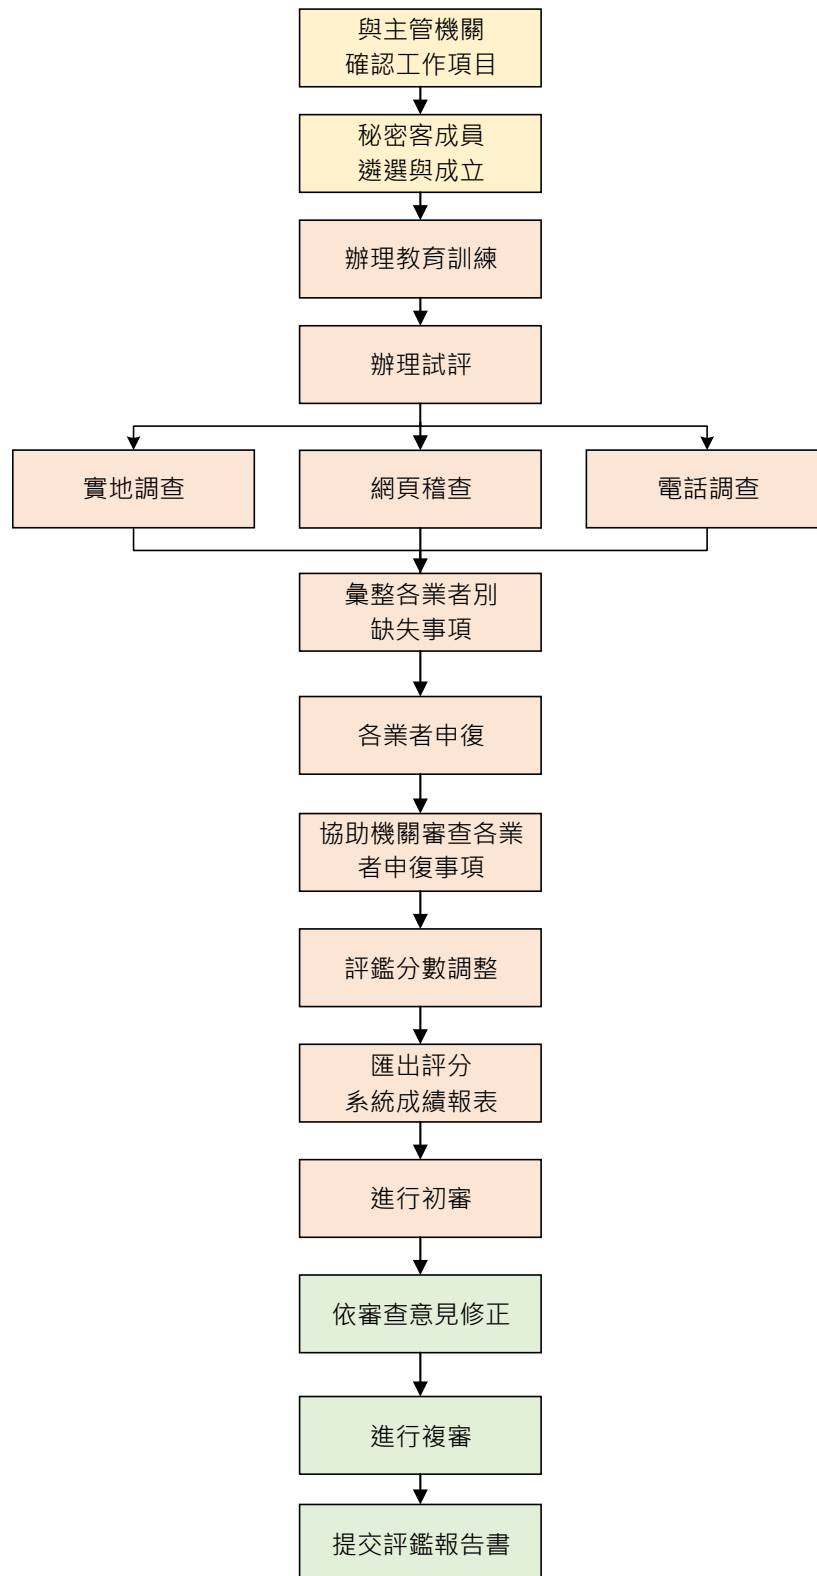 與主管機關
確認工作項目
秘密客成員
遴選與成立
辦理教育訓練
辦理試評
實地調查
網頁稽查
電話調查
彙整各業者別
缺失事項
各業者申復
協助機關審查各業
者申復事項
評鑑分數調整
匯出評分
系統成績報表
進行初審
依審查意見修正
進行複審
提交評鑑報告書